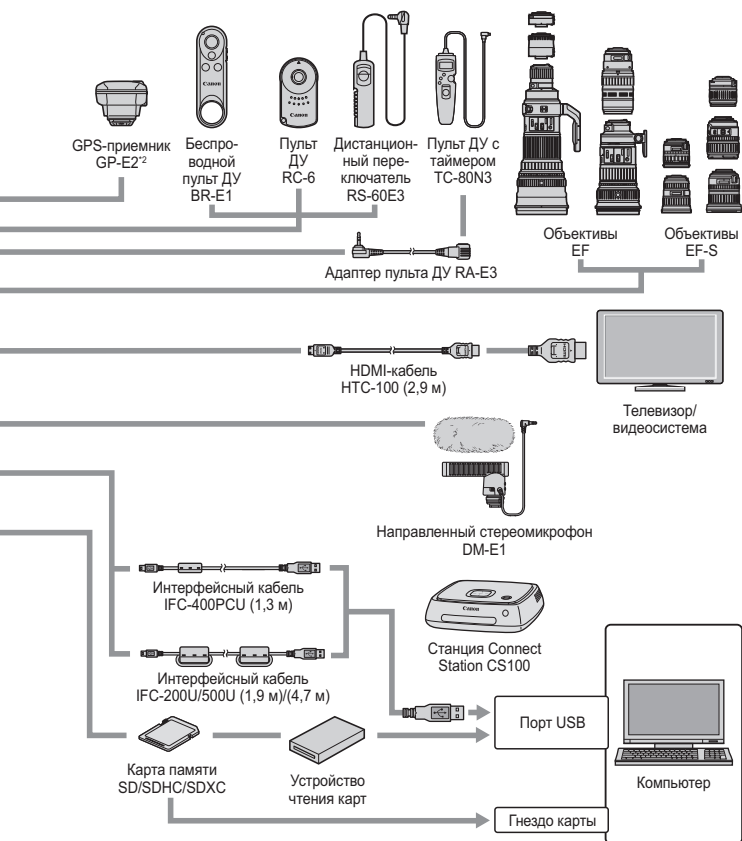 Canon
Canon
GPS-приемник
GP-E2*2
Беспро-
водной
пульт ДУ
BR-E1
Пульт
ДУ
RC-6
Дистанцион-
ный пере-
ключатель
RS-60E3
Пульт ДУ с
таймером
TC-80N3
Объективы
EF
Объективы
EF-S
Адаптер пульта ДУ RA-E3
HDMI-кабель
HTC-100 (2,9 м)
Телевизор/
видеосистема
Направленный стереомикрофон
DM-E1
Интерфейсный кабель
IFC-400PCU (1,3 м)
Canon
Станция Connect
Station CS100
Интерфейсный кабель
IFC-200U/500U (1,9 м)/(4,7 м)
Порт USB
Карта памяти
SD/SDHC/SDXC
Устройство
чтения карт
Компьютер
Гнездо карты